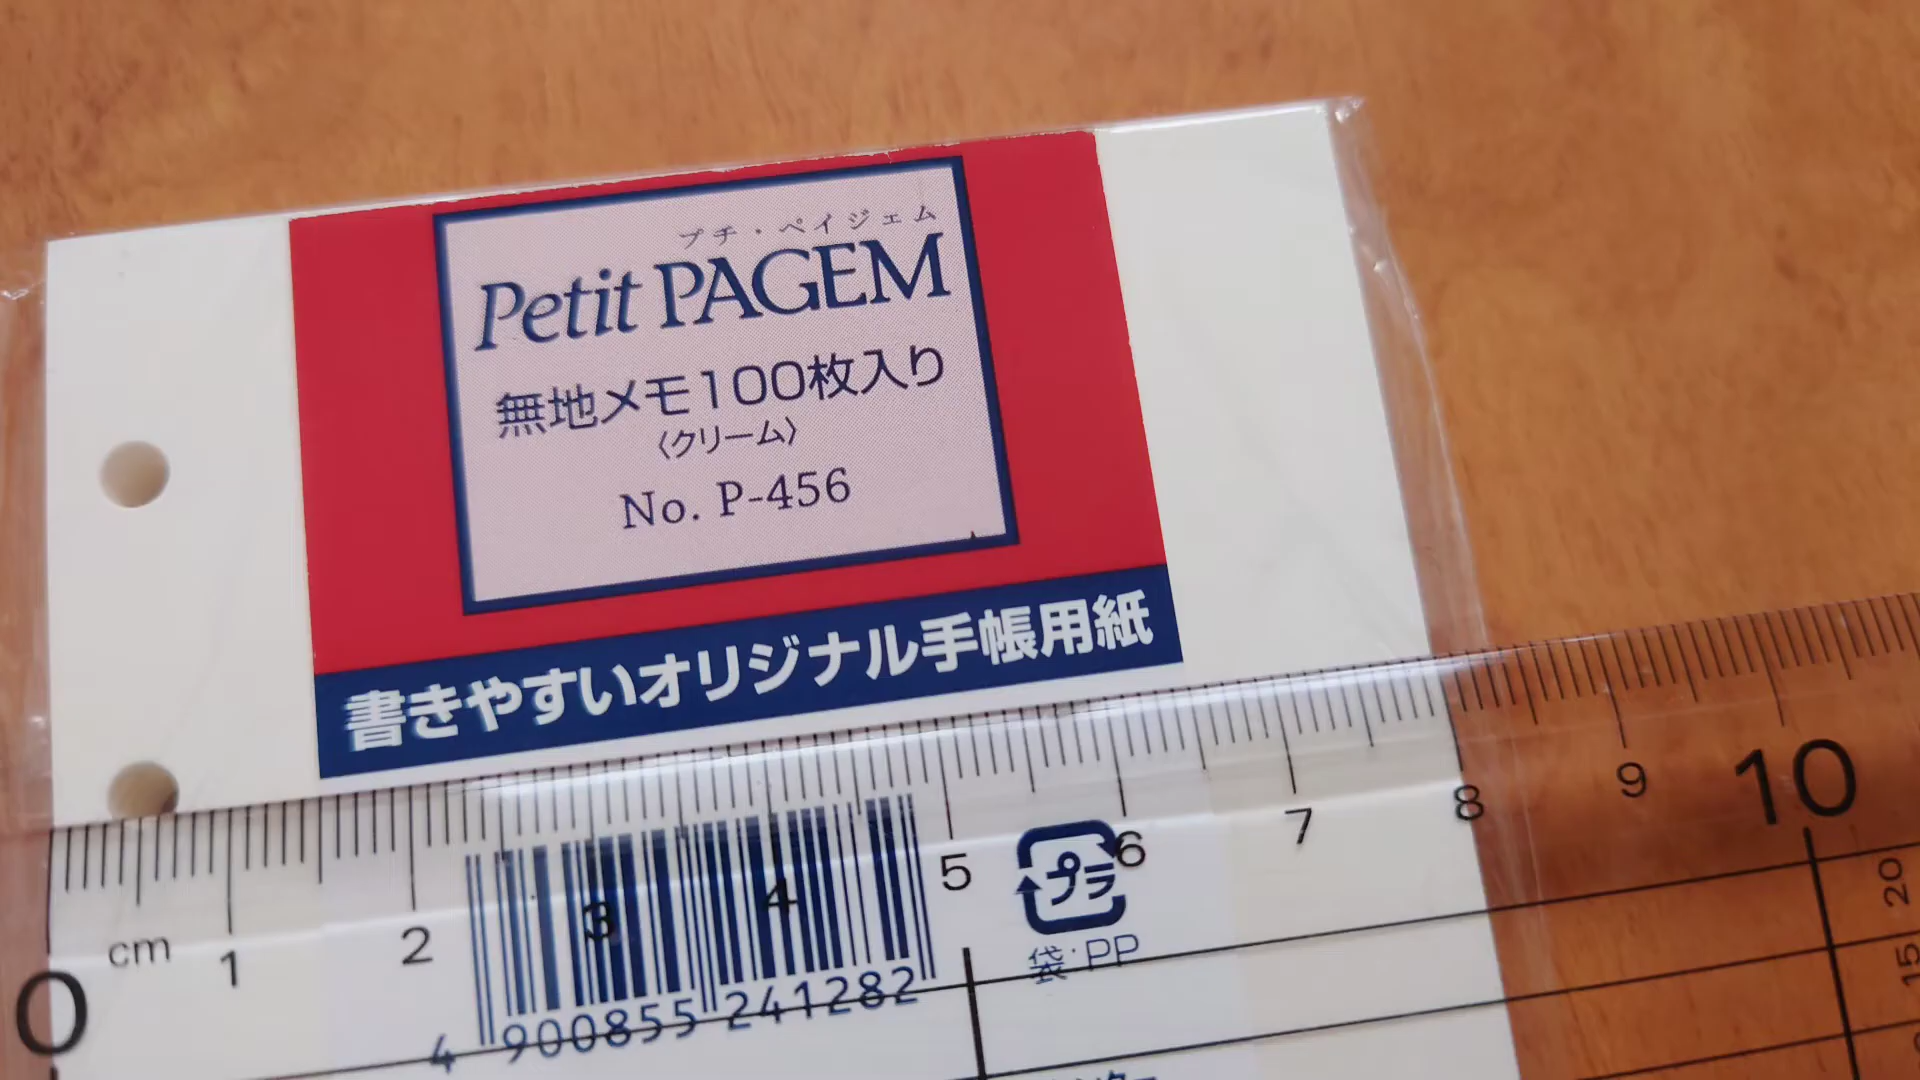 プチ・ペイジェム
Petit PAGEM
無地メモ100枚入り
〈クリーム〉
No. P-456
書きやすいオリジナル手帳用紙
0 cm 1 2 3 4 5 6 7 8 9 10
4 900855 241282
プラ
袋:PP
20
15